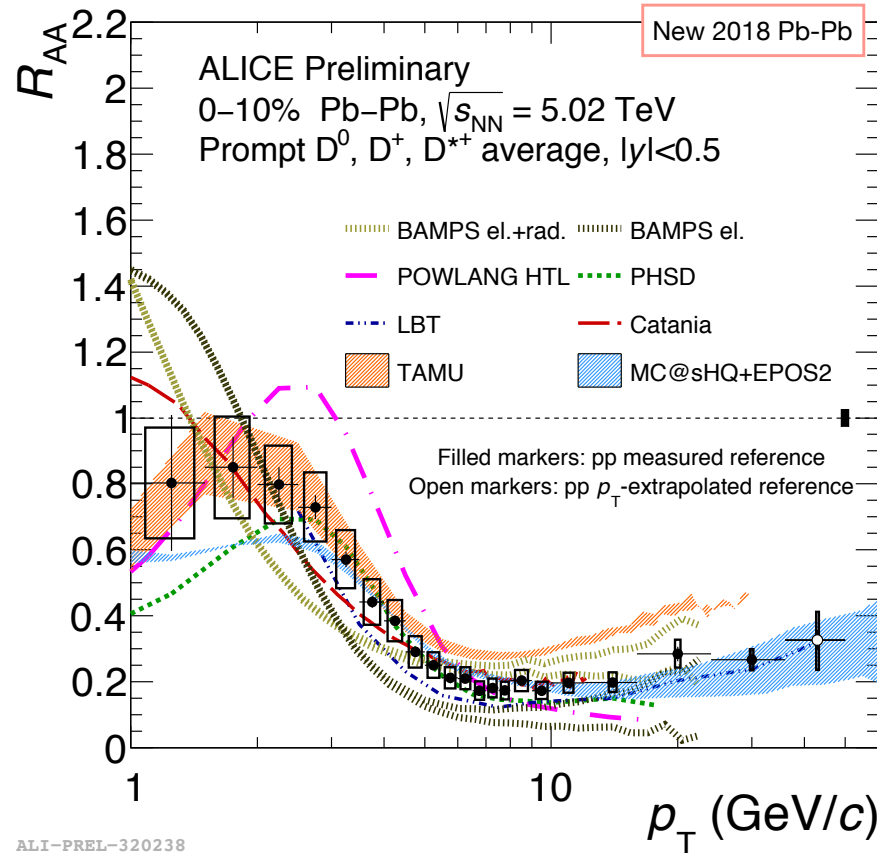 New 2018 Pb-Pb
R_AA
2.2
2
1.8
1.6
1.4
1.2
1
0.8
0.6
0.4
0.2
0
ALICE Preliminary
0–10% Pb–Pb, √s_NN = 5.02 TeV
Prompt D⁰, D⁺, D*⁺ average, |y|<0.5
BAMPS el.+rad.
BAMPS el.
POWLANG HTL
PHSD
LBT
Catania
TAMU
MC@sHQ+EPOS2
Filled markers: pp measured reference
Open markers: pp p_T-extrapolated reference
1
10
p_T (GeV/c)
ALI-PREL-320238